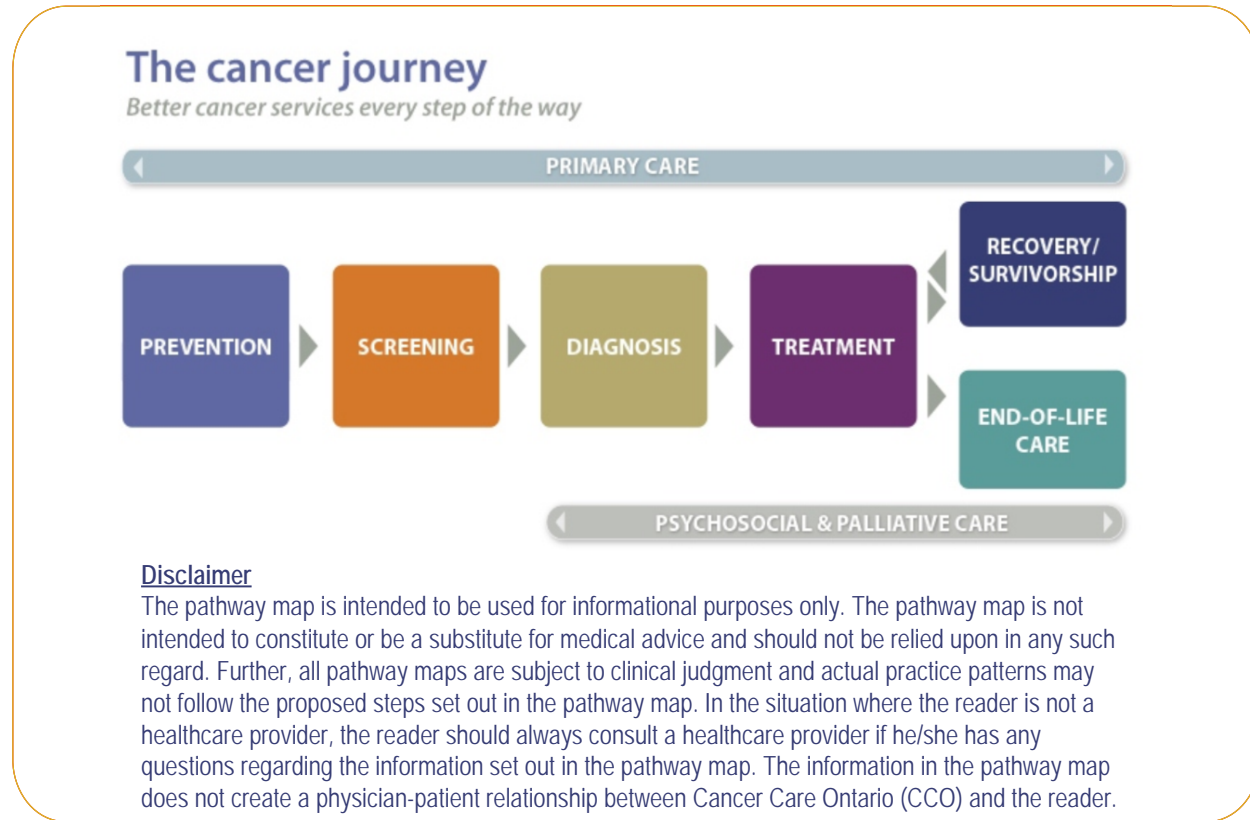 The cancer journey
Better cancer services every step of the way
PRIMARY CARE
PREVENTION
SCREENING
DIAGNOSIS
TREATMENT
RECOVERY/
SURVIVORSHIP
END-OF-LIFE
CARE
PSYCHOSOCIAL & PALLIATIVE CARE
Disclaimer
The pathway map is intended to be used for informational purposes only. The pathway map is not
intended to constitute or be a substitute for medical advice and should not be relied upon in any such
regard. Further, all pathway maps are subject to clinical judgment and actual practice patterns may
not follow the proposed steps set out in the pathway map. In the situation where the reader is not a
healthcare provider, the reader should always consult a healthcare provider if he/she has any
questions regarding the information set out in the pathway map. The information in the pathway map
does not create a physician-patient relationship between Cancer Care Ontario (CCO) and the reader.